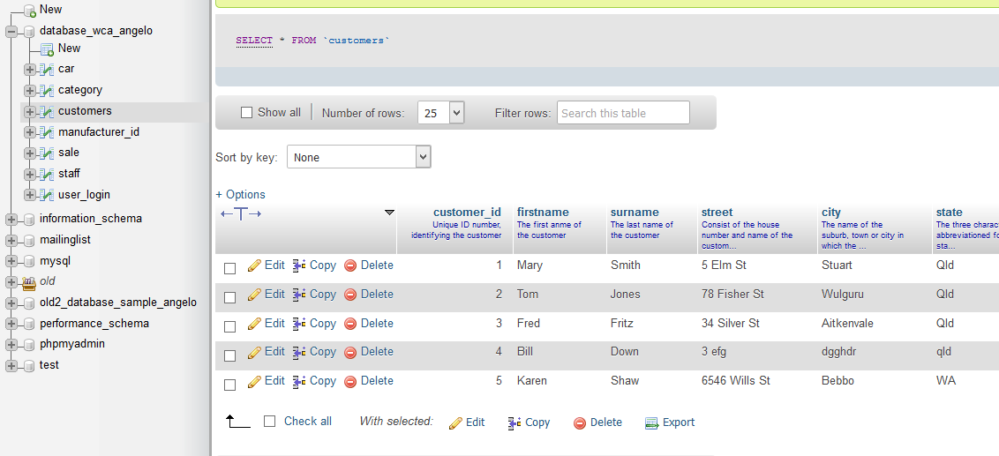 New
database_wca_angelo
New
car
category
customers
manufacturer_id
sale
staff
user_login
information_schema
mailinglist
mysql
old
old2_database_sample_angelo
performance_schema
phpmyadmin
test
SELECT * FROM `customers`
Show all Number of rows: 25 Filter rows: Search this table
Sort by key: None
+ Options
←T→ customer_id firstname surname street city state
Unique ID number, The first anme of The last name of Consist of the house The name of the The three charac
identifying the customer the customer the customer number and name of the suburb, town or city in abbreviationed fo
custom... which the ... sta...
Edit Copy Delete 1 Mary Smith 5 Elm St Stuart Qld
Edit Copy Delete 2 Tom Jones 78 Fisher St Wulguru Qld
Edit Copy Delete 3 Fred Fritz 34 Silver St Aitkenvale Qld
Edit Copy Delete 4 Bill Down 3 efg dgghdr qld
Edit Copy Delete 5 Karen Shaw 6546 Wills St Bebbo WA
Check all With selected: Edit Copy Delete Export